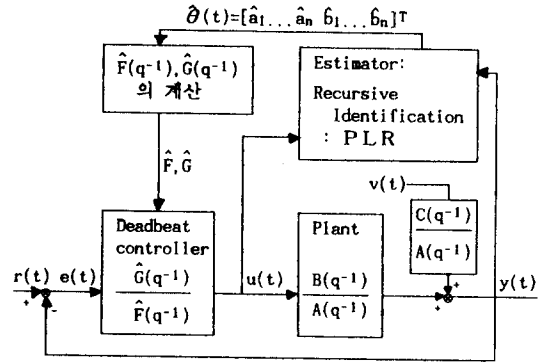 θ̂(t)=[â₁...âₙ b̂₁...b̂ₙ]ᵀ
F̂(q⁻¹),Ĝ(q⁻¹)
의 계산
Estimator:
Recursive
Identification
: PLR
F̂,Ĝ
v(t)
Deadbeat
controller
Ĝ(q⁻¹)
F̂(q⁻¹)
Plant
B(q⁻¹)
A(q⁻¹)
C(q⁻¹)
A(q⁻¹)
r(t)
e(t)
u(t)
y(t)
+
-
+
+